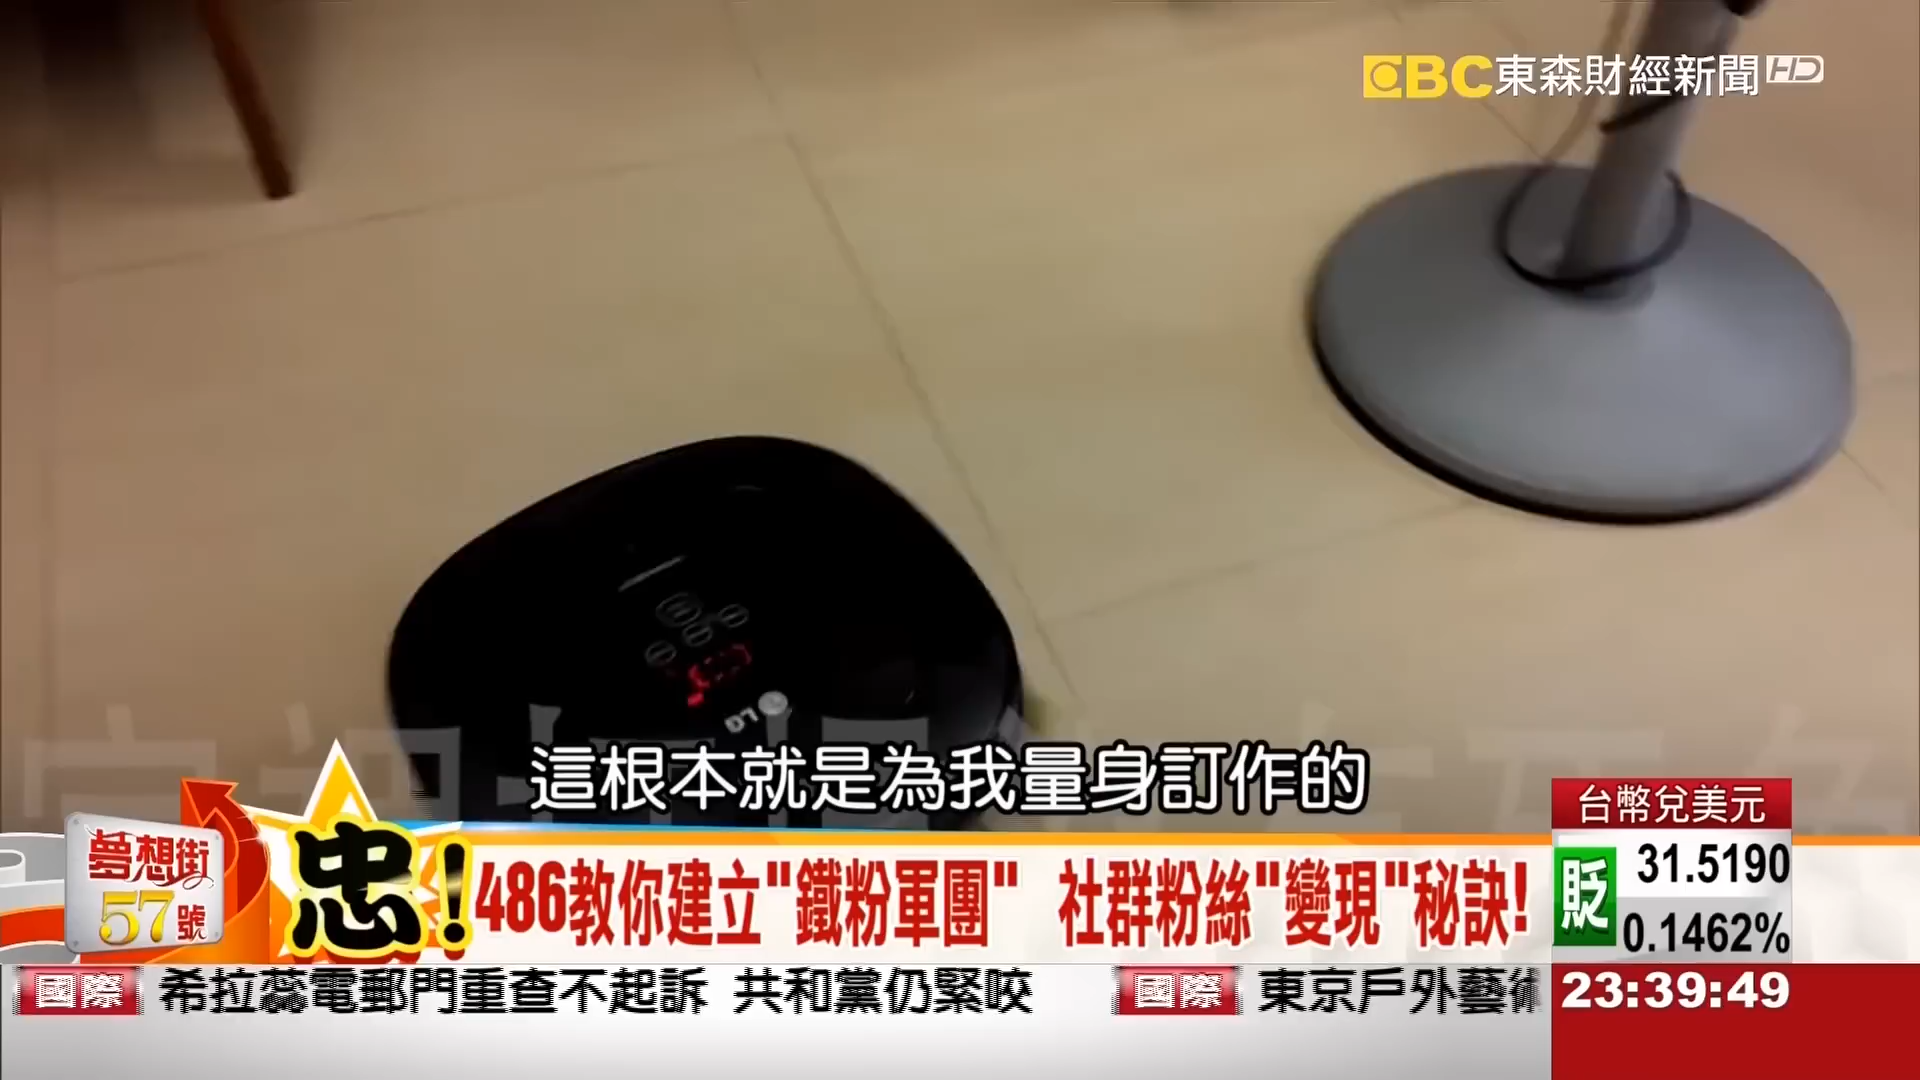 EBC東森財經新聞HD
LG
這根本就是為我量身訂作的
夢想街57號
忠!
486教你建立"鐵粉軍團" 社群粉絲"變現"秘訣!
台幣兌美元
貶 31.5190
0.1462%
國際 希拉蕊電郵門重查不起訴 共和黨仍緊咬 國際 東京戶外藝術
23:39:49